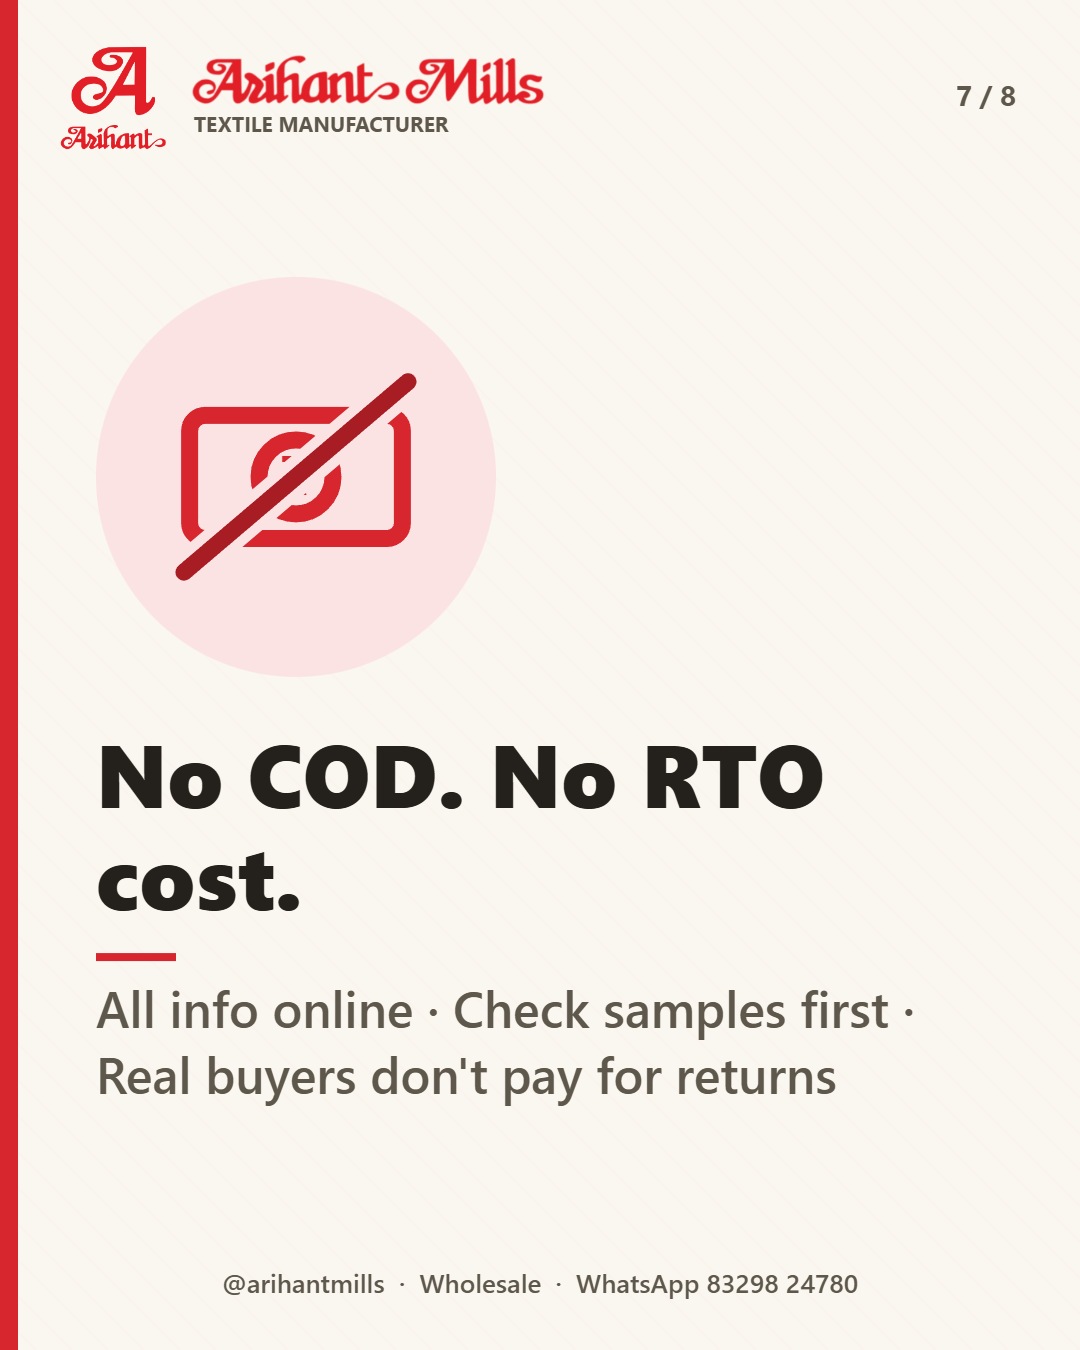 A
Arihant
Arihant Mills
TEXTILE MANUFACTURER
7 / 8
No COD. No RTO
cost.
All info online · Check samples first ·
Real buyers don't pay for returns
@arihantmills · Wholesale · WhatsApp 83298 24780